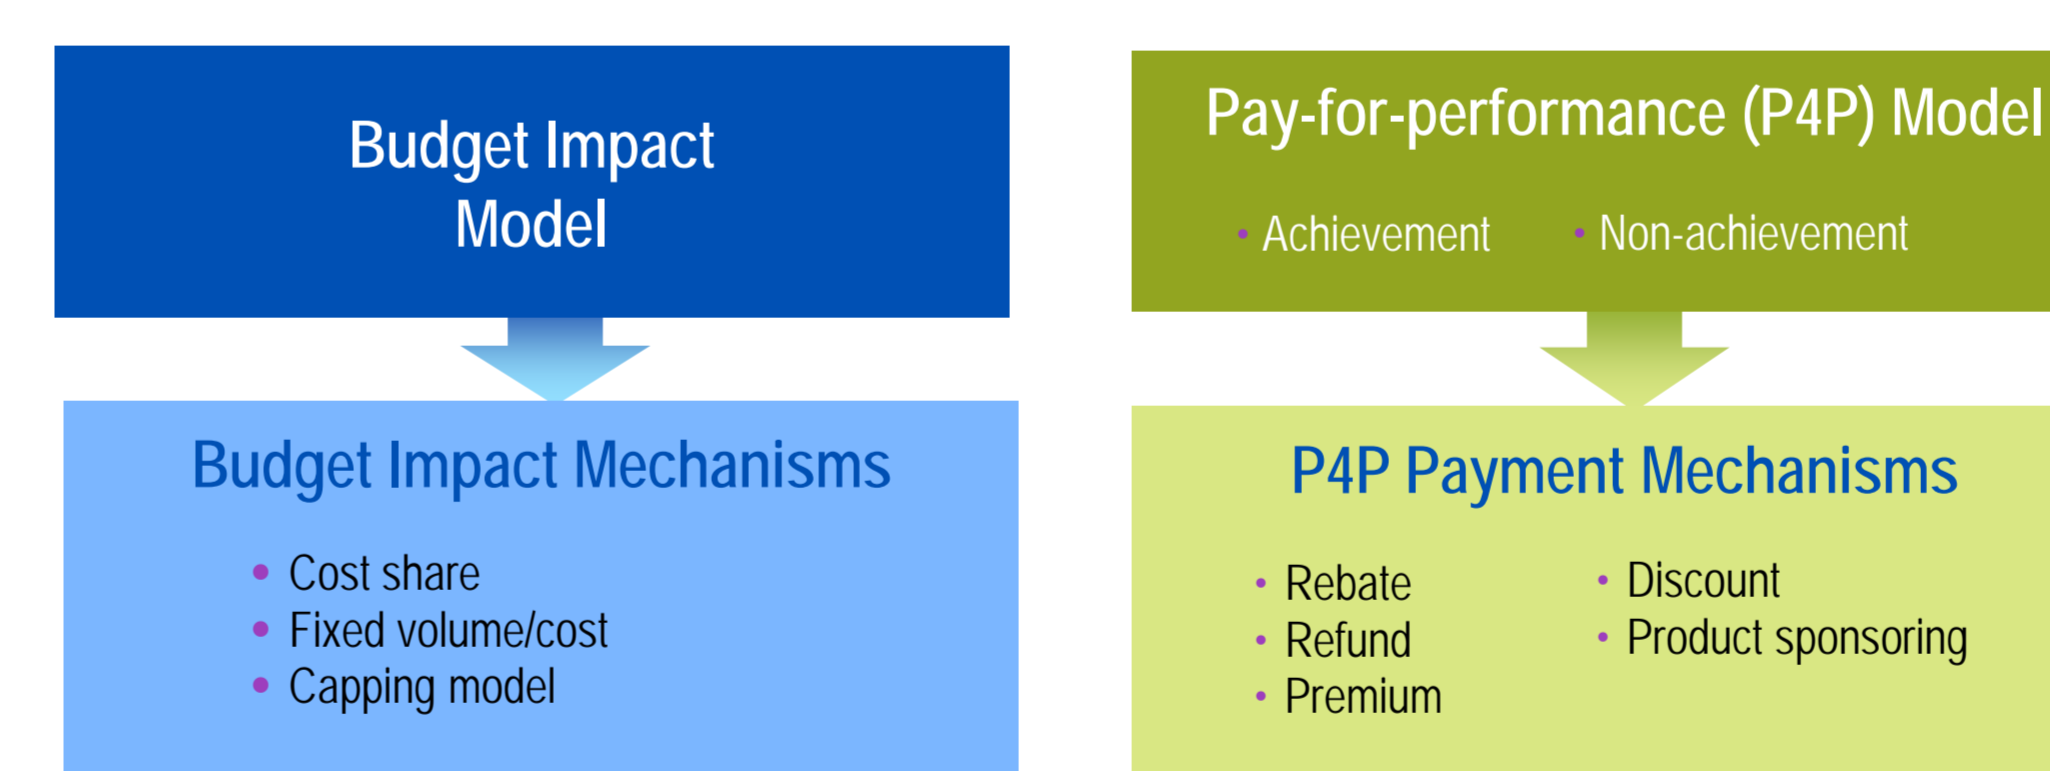 Budget Impact
Model
Pay-for-performance (P4P) Model
• Achievement
• Non-achievement
Budget Impact Mechanisms
• Cost share
• Fixed volume/cost
• Capping model
P4P Payment Mechanisms
• Rebate
• Refund
• Premium
• Discount
• Product sponsoring